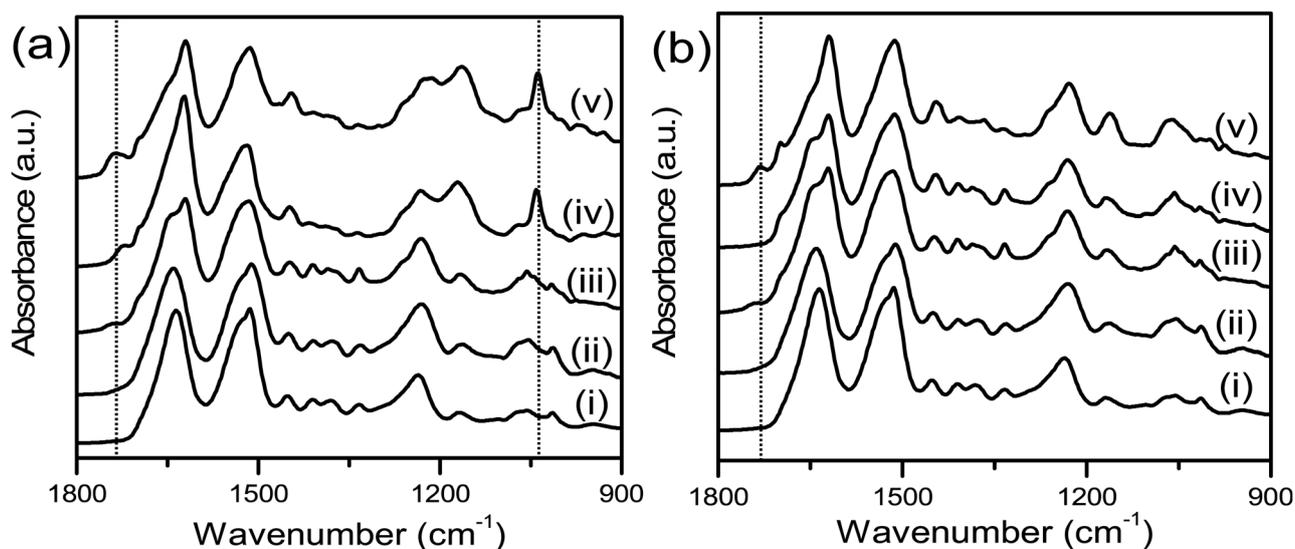 (a)
Absorbance (a.u.)
(v)
(iv)
(iii)
(ii)
(i)
1800 1500 1200 900
Wavenumber (cm⁻¹)
(b)
Absorbance (a.u.)
(v)
(iv)
(iii)
(ii)
(i)
1800 1500 1200 900
Wavenumber (cm⁻¹)